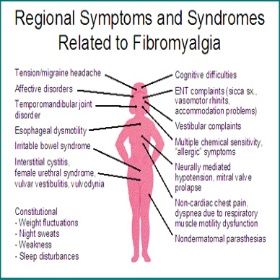 Regional Symptoms and Syndromes
Related to Fibromyalgia
Tension/migraine headache
Affective disorders
Temporomandibular joint
disorder
Esophageal dysmotility
Irritable bowel syndrome
Interstitial cystitis,
female urethral syndrome,
vulvar vestibulitis, vulvodynia
Constitutional
- Weight fluctuations
- Night sweats
- Weakness
- Sleep disturbances
Cognitive difficulties
ENT complaints (sicca sx.,
vasomotor rhinitis,
accommodation problems)
Vestibular complaints
Multiple chemical sensitivity,
"allergic" symptoms
Neurally mediated
hypotension, mitral valve
prolapse
Non-cardiac chest pain,
dyspnea due to respiratory
muscle motility dysfunction
Nondermatomal parasthesias